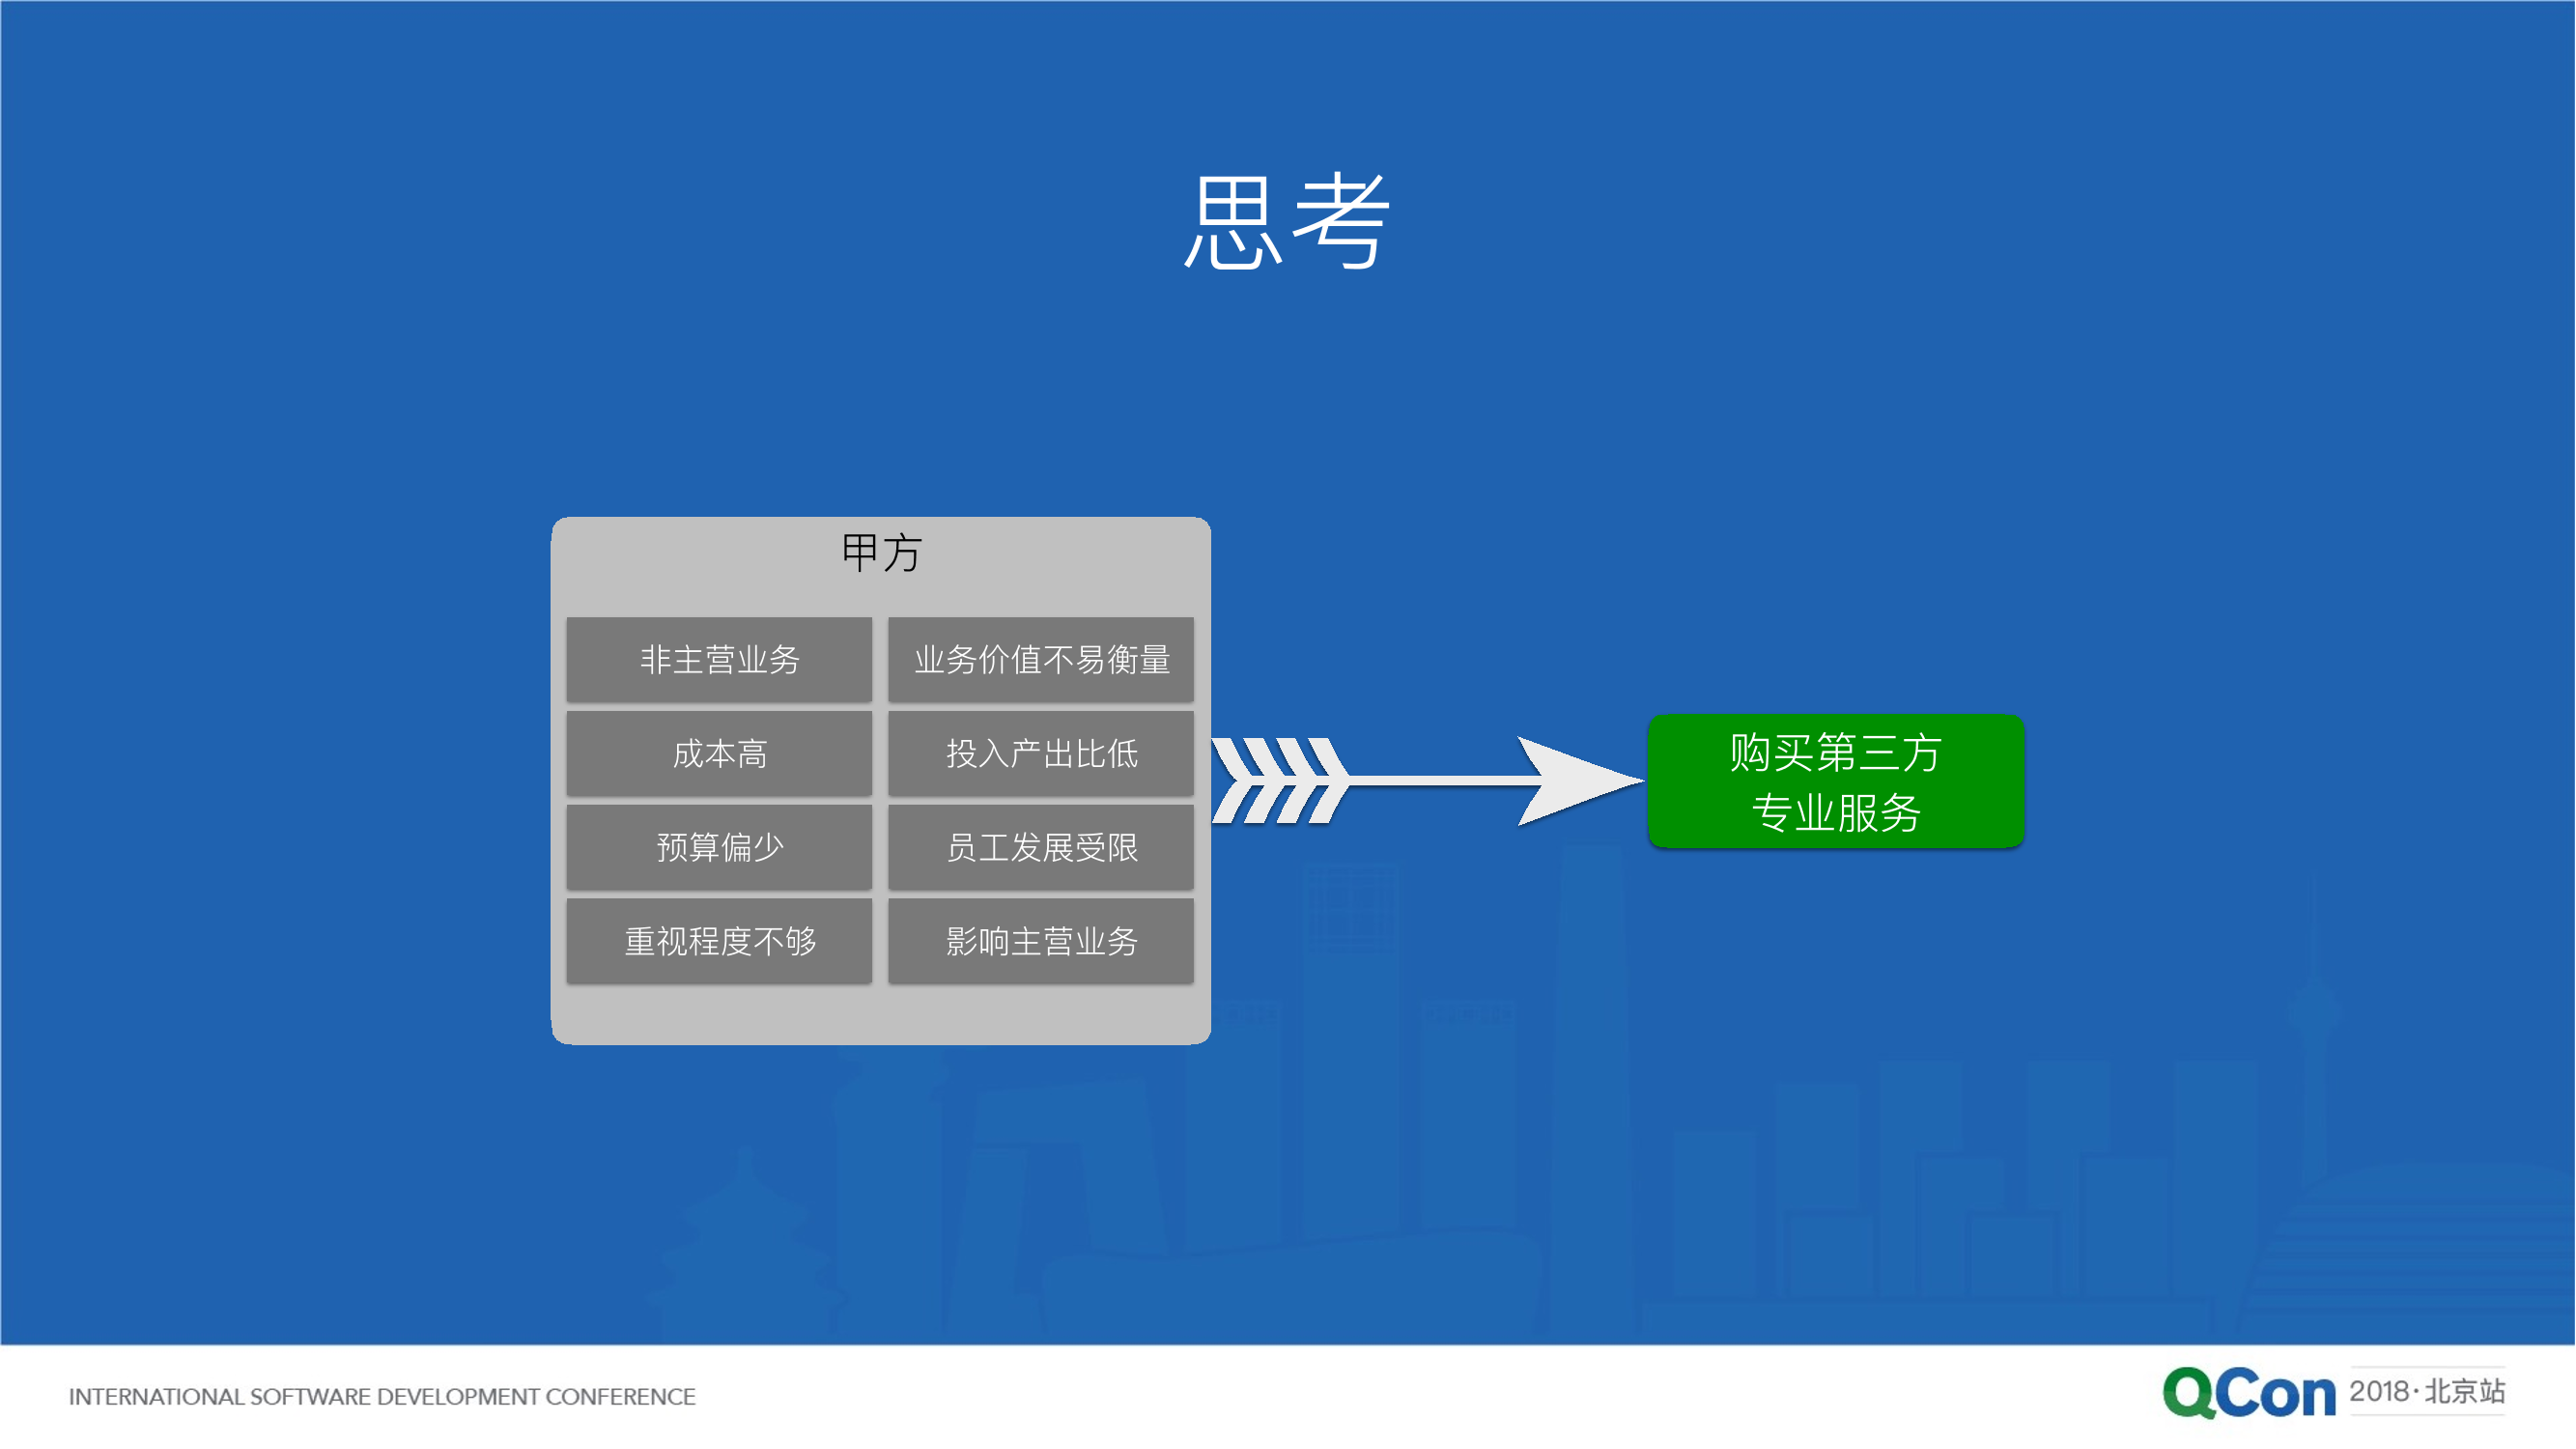 思考
甲方
非主营业务
业务价值不易衡量
成本高
投入产出比低
预算偏少
员工发展受限
重视程度不够
影响主营业务
购买第三方
专业服务
INTERNATIONAL SOFTWARE DEVELOPMENT CONFERENCE
QCon 2018·北京站